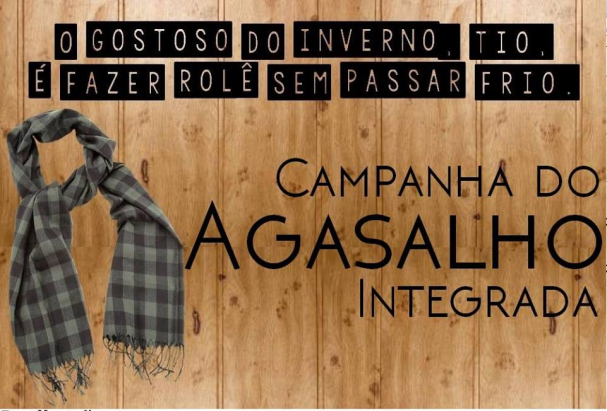 O GOSTOSO DO INVERNO, TIO,
É FAZER ROLÊ SEM PASSAR FRIO.
CAMPANHA DO
AGASALHO
INTEGRADA